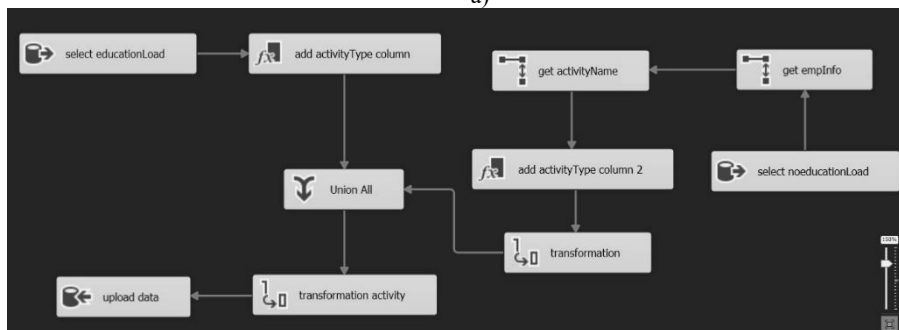 a)
select educationLoad
add activityType column
get activityName
get empInfo
add activityType column 2
select noeducationLoad
Union All
transformation
upload data
transformation activity
150%